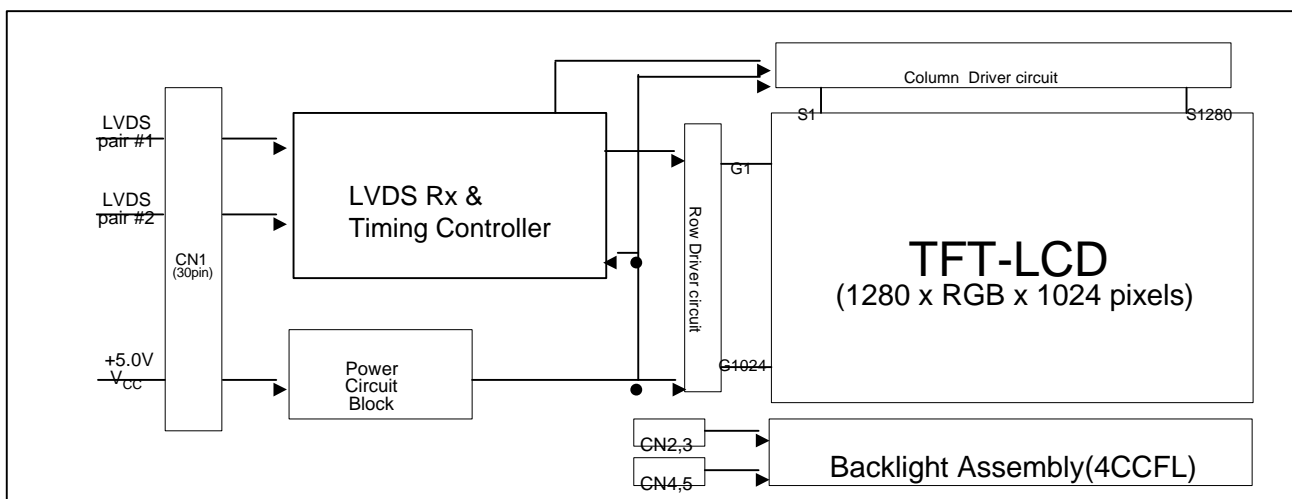 Column Driver circuit
S1
S1280
LVDS
pair #1
LVDS
pair #2
CN1
(30pin)
LVDS Rx &
Timing Controller
Row Driver circuit
G1
G1024
TFT-LCD
(1280 x RGB x 1024 pixels)
+5.0V
VCC
Power
Circuit
Block
CN2,3
CN4,5
Backlight Assembly(4CCFL)